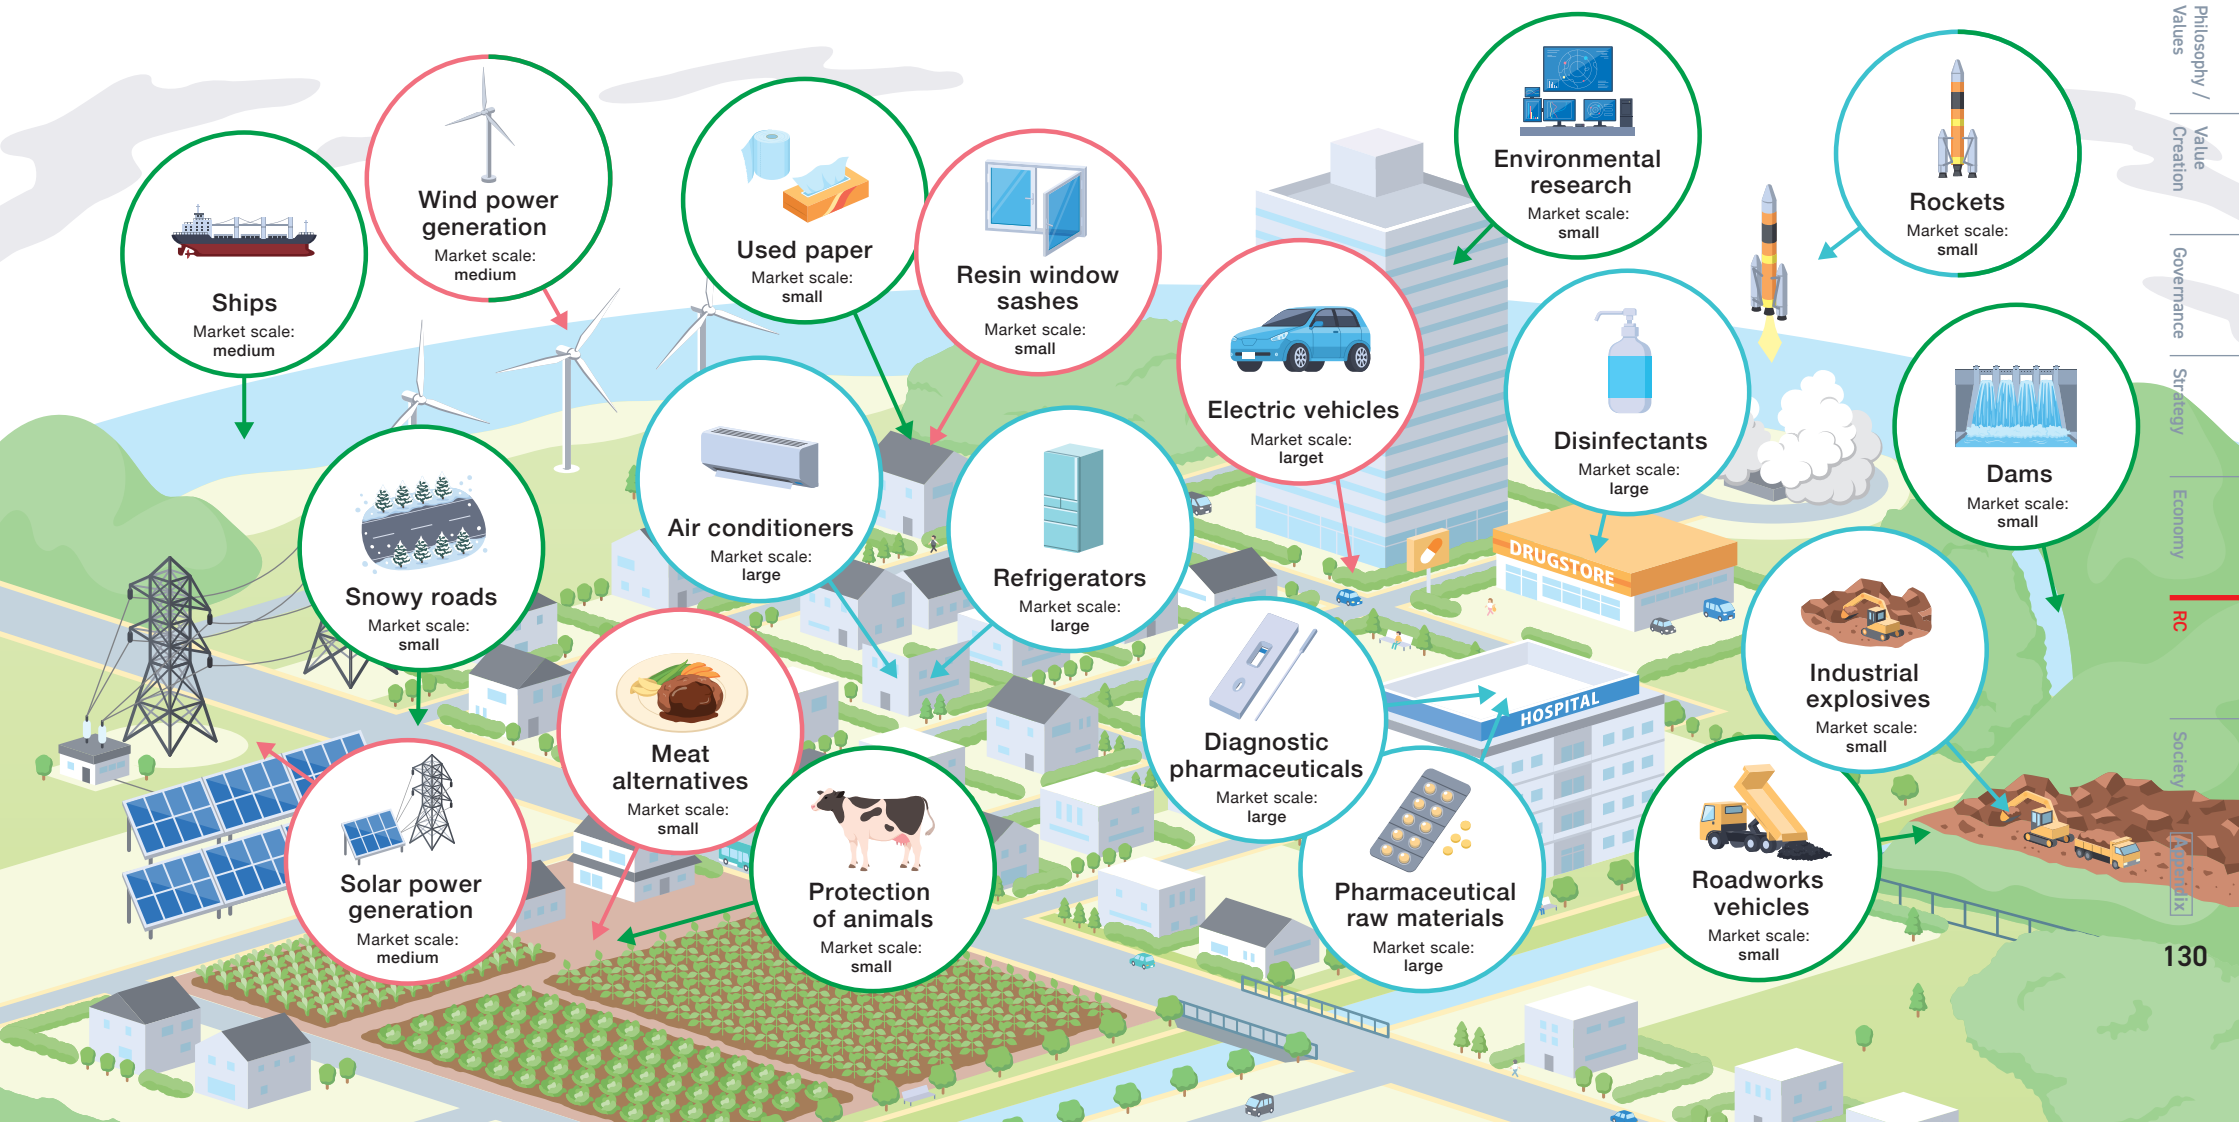 Ships
Market scale:
medium
Wind power
generation
Market scale:
medium
Used paper
Market scale:
small
Resin window
sashes
Market scale:
small
Electric vehicles
Market scale:
larget
Environmental
research
Market scale:
small
Rockets
Market scale:
small
Disinfectants
Market scale:
large
Dams
Market scale:
small
Snowy roads
Market scale:
small
Air conditioners
Market scale:
large
Refrigerators
Market scale:
large
DRUGSTORE
Industrial
explosives
Market scale:
small
Meat
alternatives
Market scale:
small
Diagnostic
pharmaceuticals
Market scale:
large
HOSPITAL
Solar power
generation
Market scale:
medium
Protection
of animals
Market scale:
small
Pharmaceutical
raw materials
Market scale:
large
Roadworks
vehicles
Market scale:
small
Philosophy /
Values
Value
Creation
Governance
Strategy
Economy
RC
Society
Appendix
130